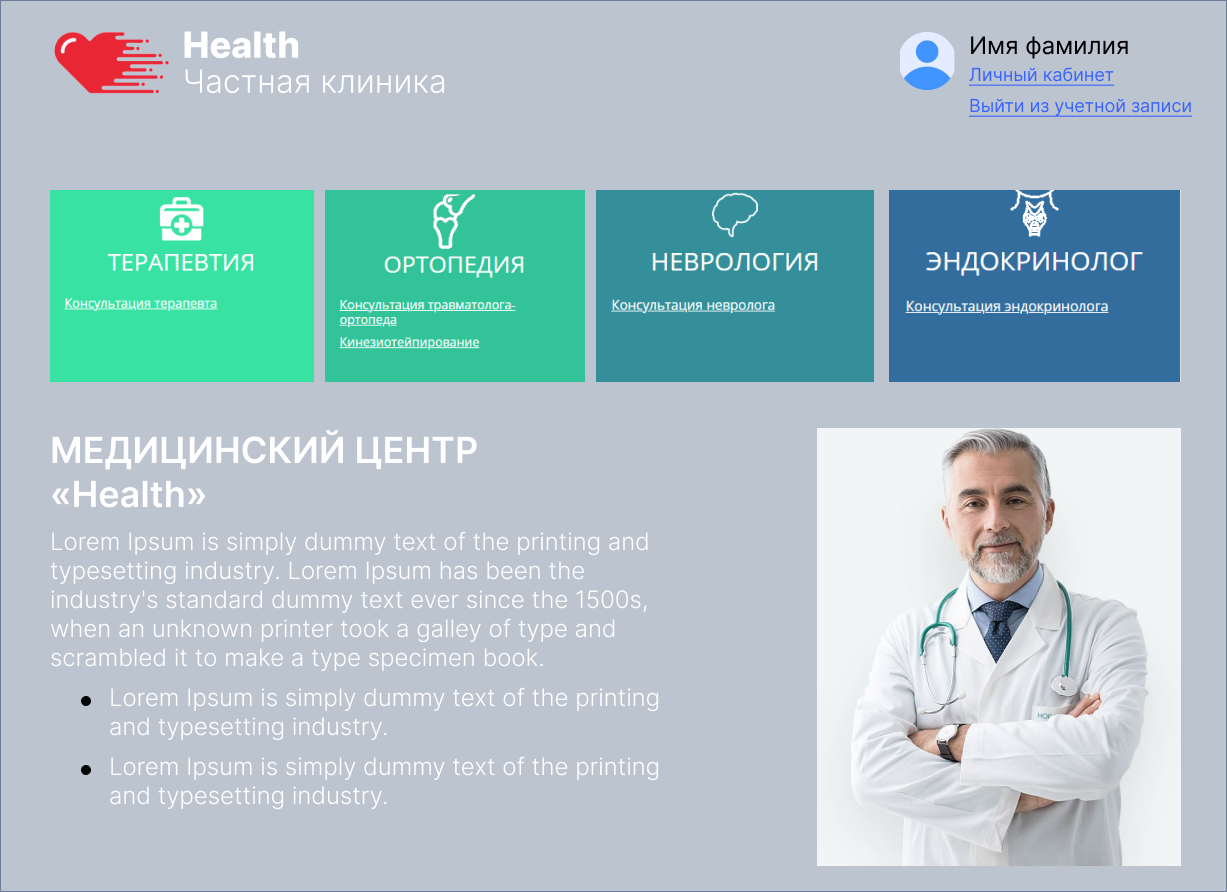 Health
Частная клиника
Имя фамилия
Личный кабинет
Выйти из учетной записи
ТЕРАПЕВТИЯ
Консультация терапевта
ОРТОПЕДИЯ
Консультация травматолога-
ортопеда
Кинезиотейпирование
НЕВРОЛОГИЯ
Консультация невролога
ЭНДОКРИНОЛОГ
Консультация эндокринолога
МЕДИЦИНСКИЙ ЦЕНТР
«Health»
Lorem Ipsum is simply dummy text of the printing and
typesetting industry. Lorem Ipsum has been the
industry's standard dummy text ever since the 1500s,
when an unknown printer took a galley of type and
scrambled it to make a type specimen book.
Lorem Ipsum is simply dummy text of the printing
and typesetting industry.
Lorem Ipsum is simply dummy text of the printing
and typesetting industry.